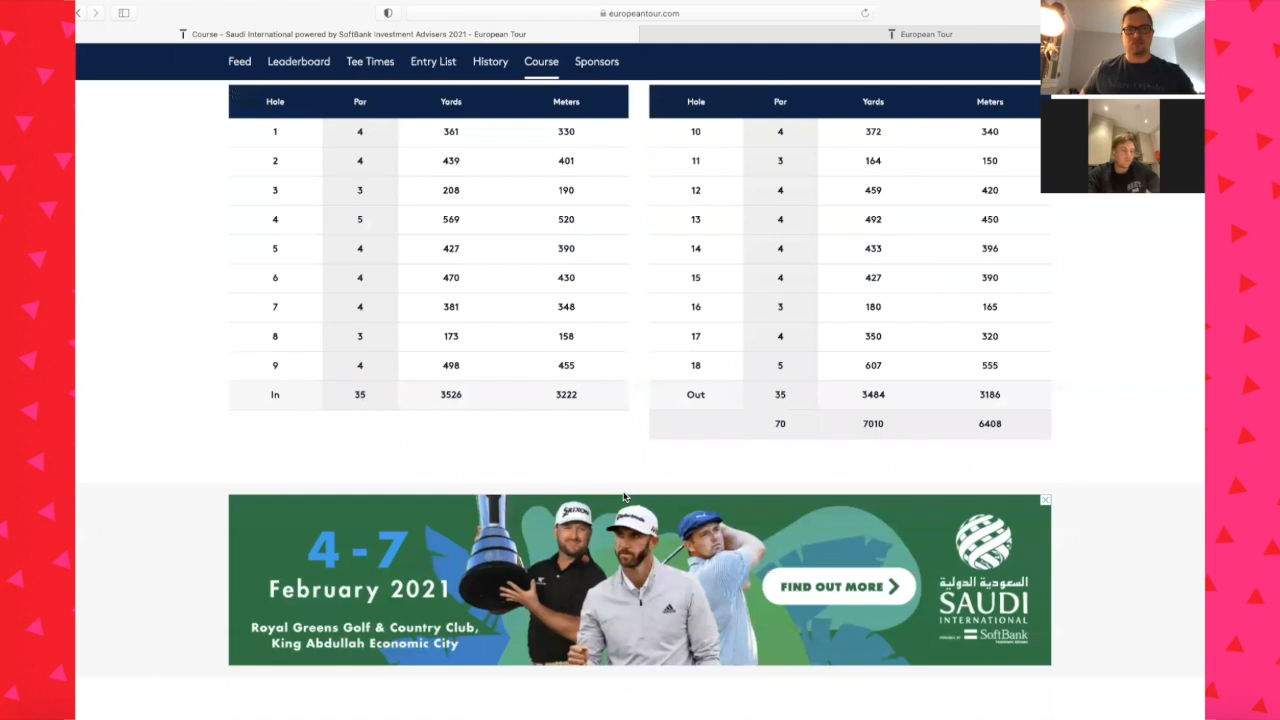 europeantour.com
Course - Saudi International powered by SoftBank Investment Advisers 2021 - European Tour
European Tour
Feed Leaderboard Tee Times Entry List History Course Sponsors
Hole Par Yards Meters
1 4 361 330
2 4 439 401
3 3 208 190
4 5 569 520
5 4 427 390
6 4 470 430
7 4 381 348
8 3 173 158
9 4 498 455
In 35 3526 3222
Hole Par Yards Meters
10 4 372 340
11 3 164 150
12 4 459 420
13 4 492 450
14 4 433 396
15 4 427 390
16 3 180 165
17 4 350 320
18 5 607 555
Out 35 3484 3186
70 7010 6408
4 - 7
February 2021
Royal Greens Golf & Country Club,
King Abdullah Economic City
SRIXON
TaylorMade
FIND OUT MORE
السعودية الدولية
SAUDI
INTERNATIONAL
SoftBank